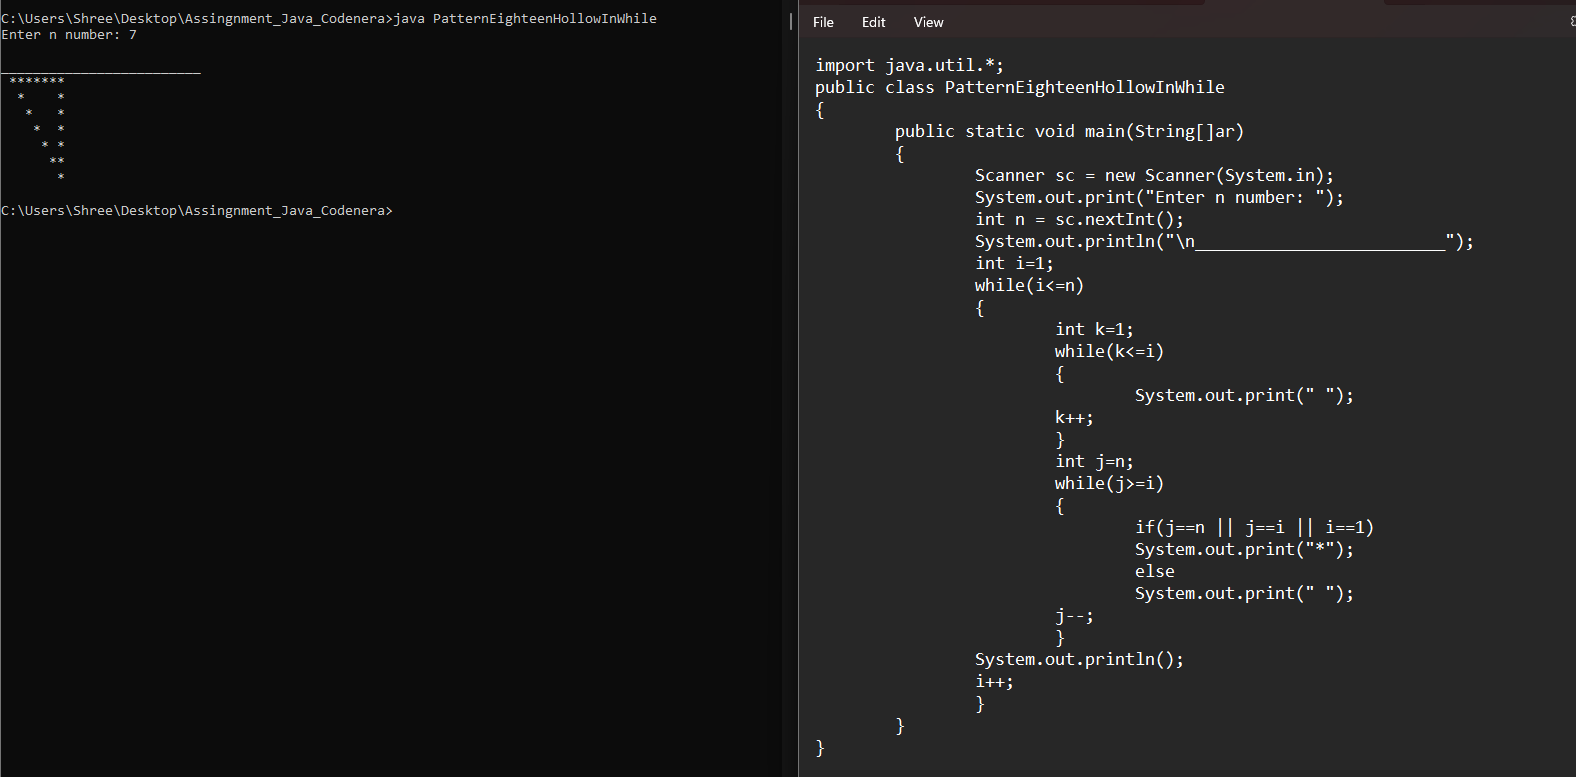 C:\Users\Shree\Desktop\Assingnment_Java_Codenera>java PatternEighteenHollowInWhile
Enter n number: 7
_________________________
 *******
  *    *
   *   *
    *  *
     * *
      **
       *
C:\Users\Shree\Desktop\Assingnment_Java_Codenera>
File Edit View
import java.util.*;
public class PatternEighteenHollowInWhile
{
        public static void main(String[]ar)
        {
                Scanner sc = new Scanner(System.in);
                System.out.print("Enter n number: ");
                int n = sc.nextInt();
                System.out.println("\n_________________________");
                int i=1;
                while(i<=n)
                {
                        int k=1;
                        while(k<=i)
                        {
                                System.out.print(" ");
                        k++;
                        }
                        int j=n;
                        while(j>=i)
                        {
                                if(j==n || j==i || i==1)
                                System.out.print("*");
                                else
                                System.out.print(" ");
                        j--;
                        }
                System.out.println();
                i++;
                }
        }
}